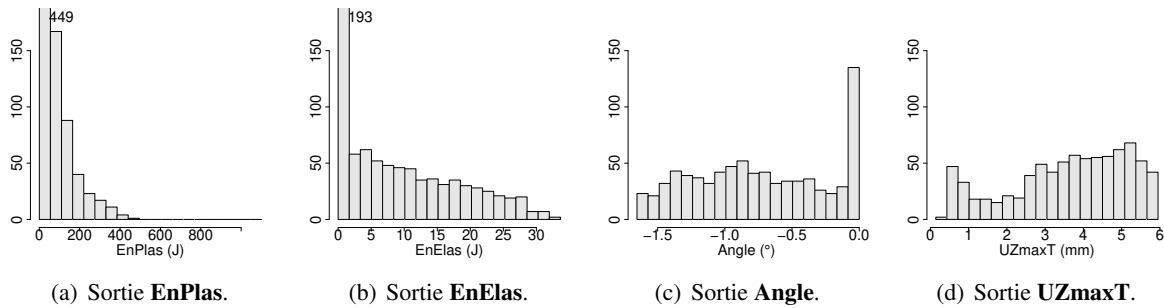 449
0 50 100 150
0 200 400 600 800
EnPlas (J)
(a) Sortie EnPlas.
193
0 50 100 150
0 5 10 15 20 25 30
EnElas (J)
(b) Sortie EnElas.
0 50 100 150
−1.5 −1.0 −0.5 0.0
Angle (°)
(c) Sortie Angle.
0 50 100 150
0 1 2 3 4 5 6
UZmaxT (mm)
(d) Sortie UZmaxT.